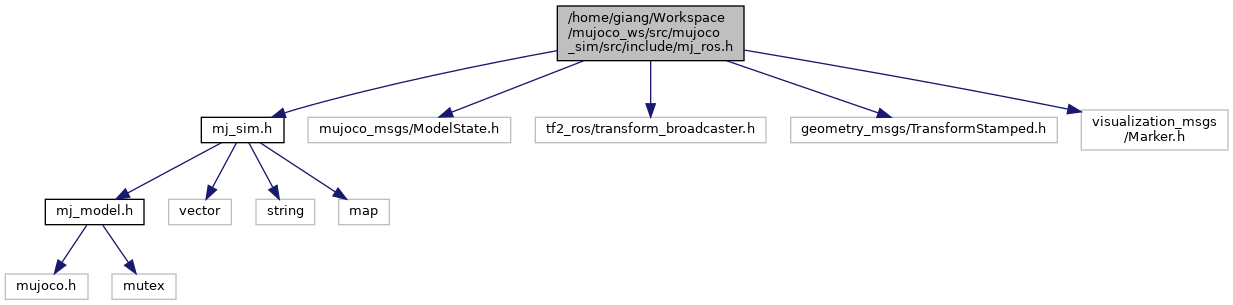 /home/giang/Workspace
/mujoco_ws/src/mujoco
_sim/src/include/mj_ros.h
mj_sim.h
mujoco_msgs/ModelState.h
tf2_ros/transform_broadcaster.h
geometry_msgs/TransformStamped.h
visualization_msgs
/Marker.h
mj_model.h
vector
string
map
mujoco.h
mutex